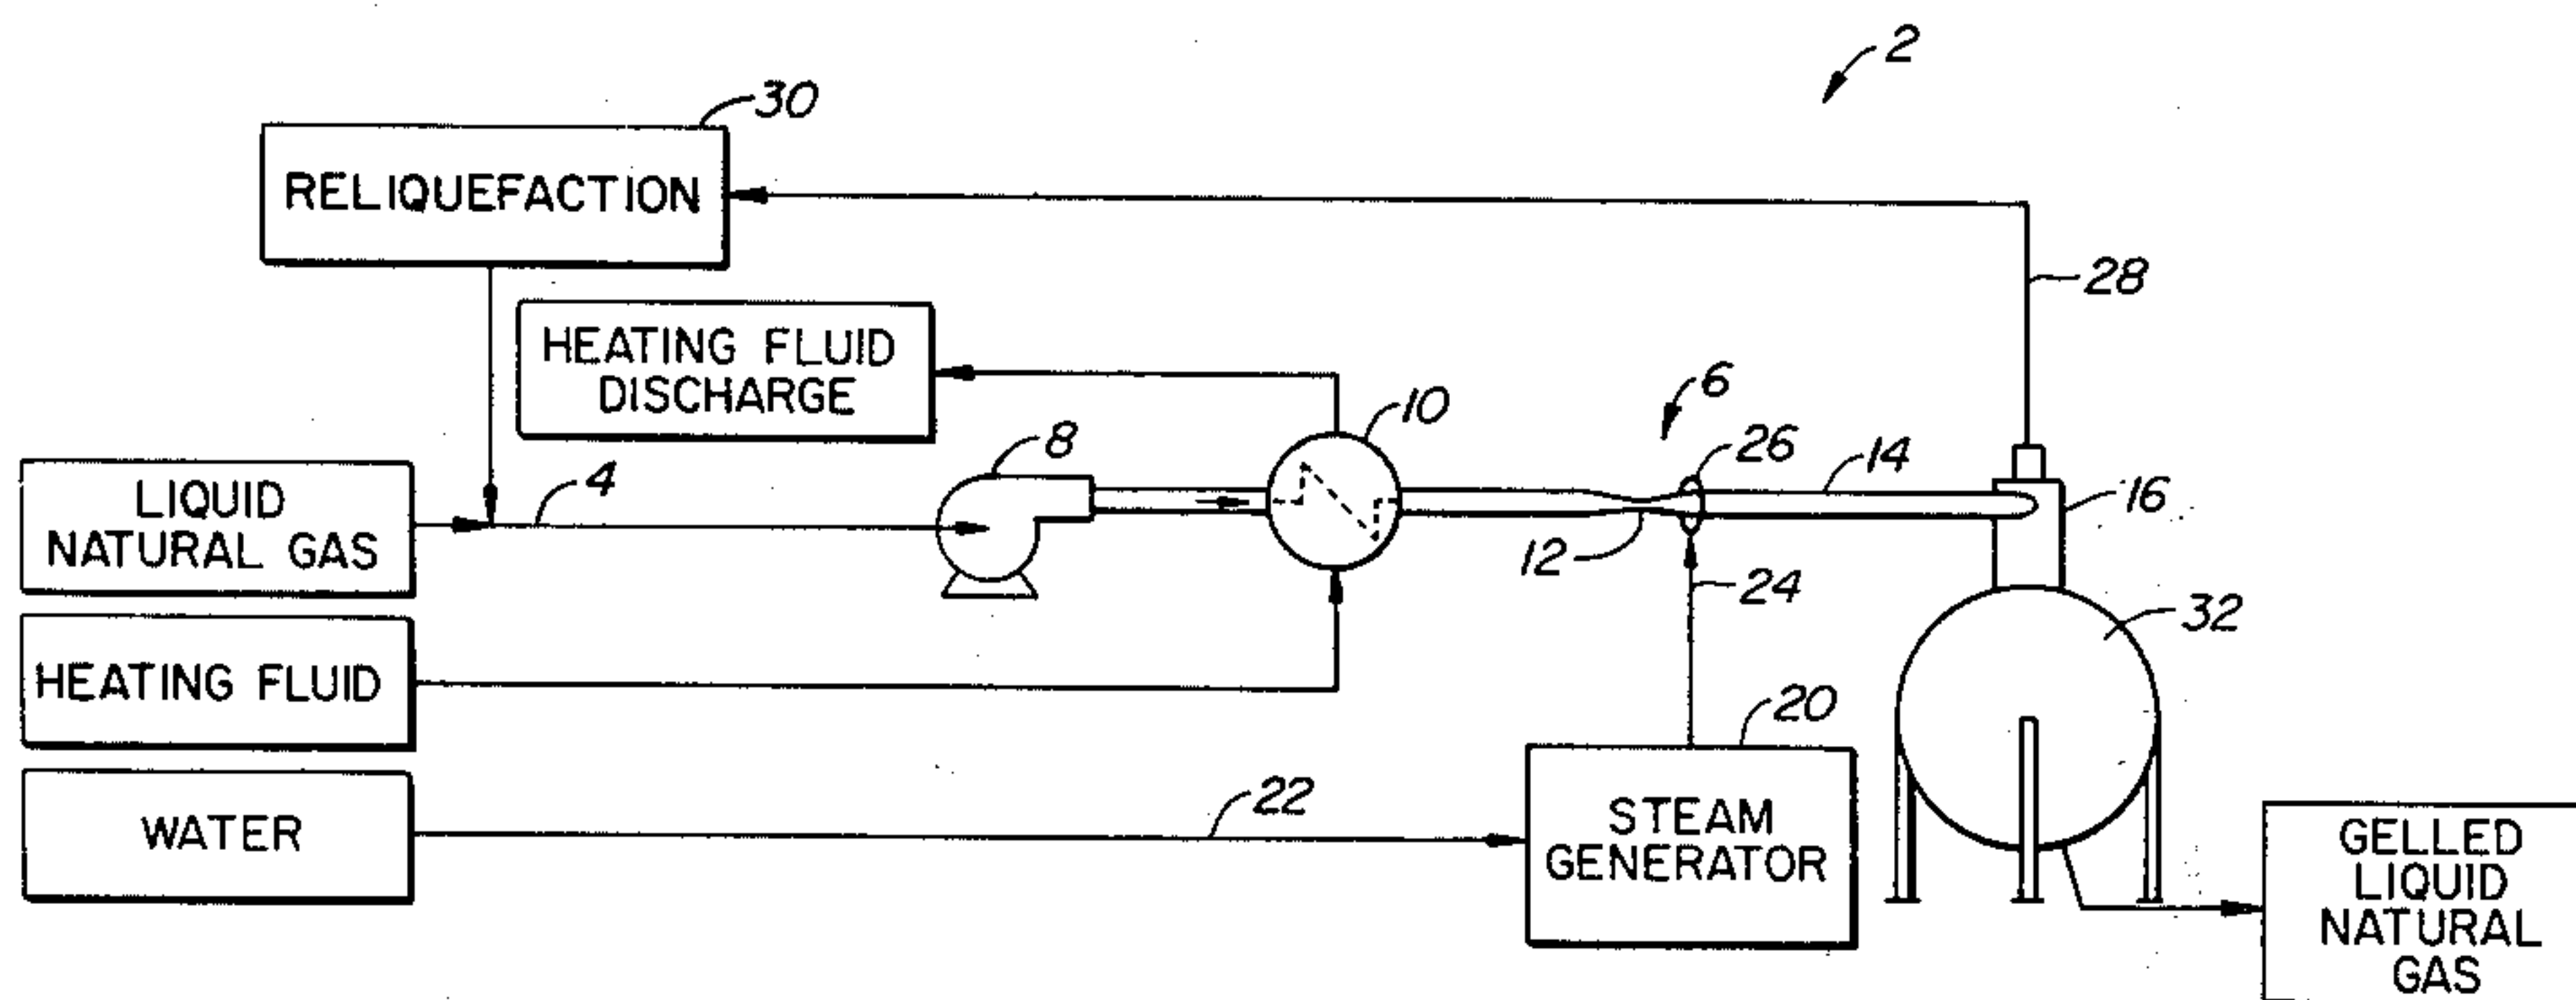 2
30
RELIQUEFACTION
28
HEATING FLUID
DISCHARGE
10
6
8
26
14
4
16
LIQUID
NATURAL GAS
12
24
32
HEATING FLUID
20
22
WATER
STEAM
GENERATOR
GELLED
LIQUID
NATURAL
GAS